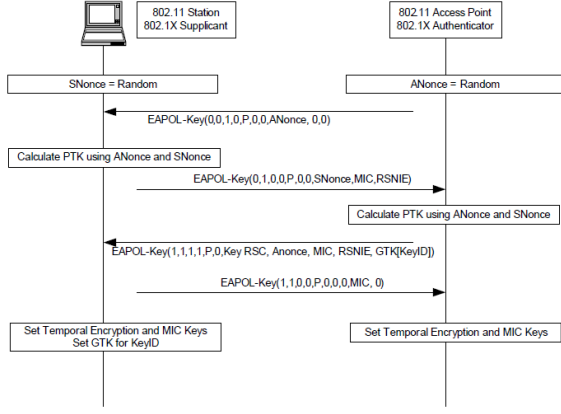 802.11 Station
802.1X Supplicant
802.11 Access Point
802.1X Authenticator
SNonce = Random
ANonce = Random
EAPOL-Key(0,0,1,0,P,0,0,ANonce, 0,0)
Calculate PTK using ANonce and SNonce
EAPOL-Key(0,1,0,0,P,0,0,SNonce,MIC,RSNIE)
Calculate PTK using ANonce and SNonce
EAPOL-Key(1,1,1,1,P,0,Key RSC, Anonce, MIC, RSNIE, GTK[KeyID])
EAPOL-Key(1,1,0,0,P,0,0,0,MIC, 0)
Set Temporal Encryption and MIC Keys
Set GTK for KeyID
Set Temporal Encryption and MIC Keys